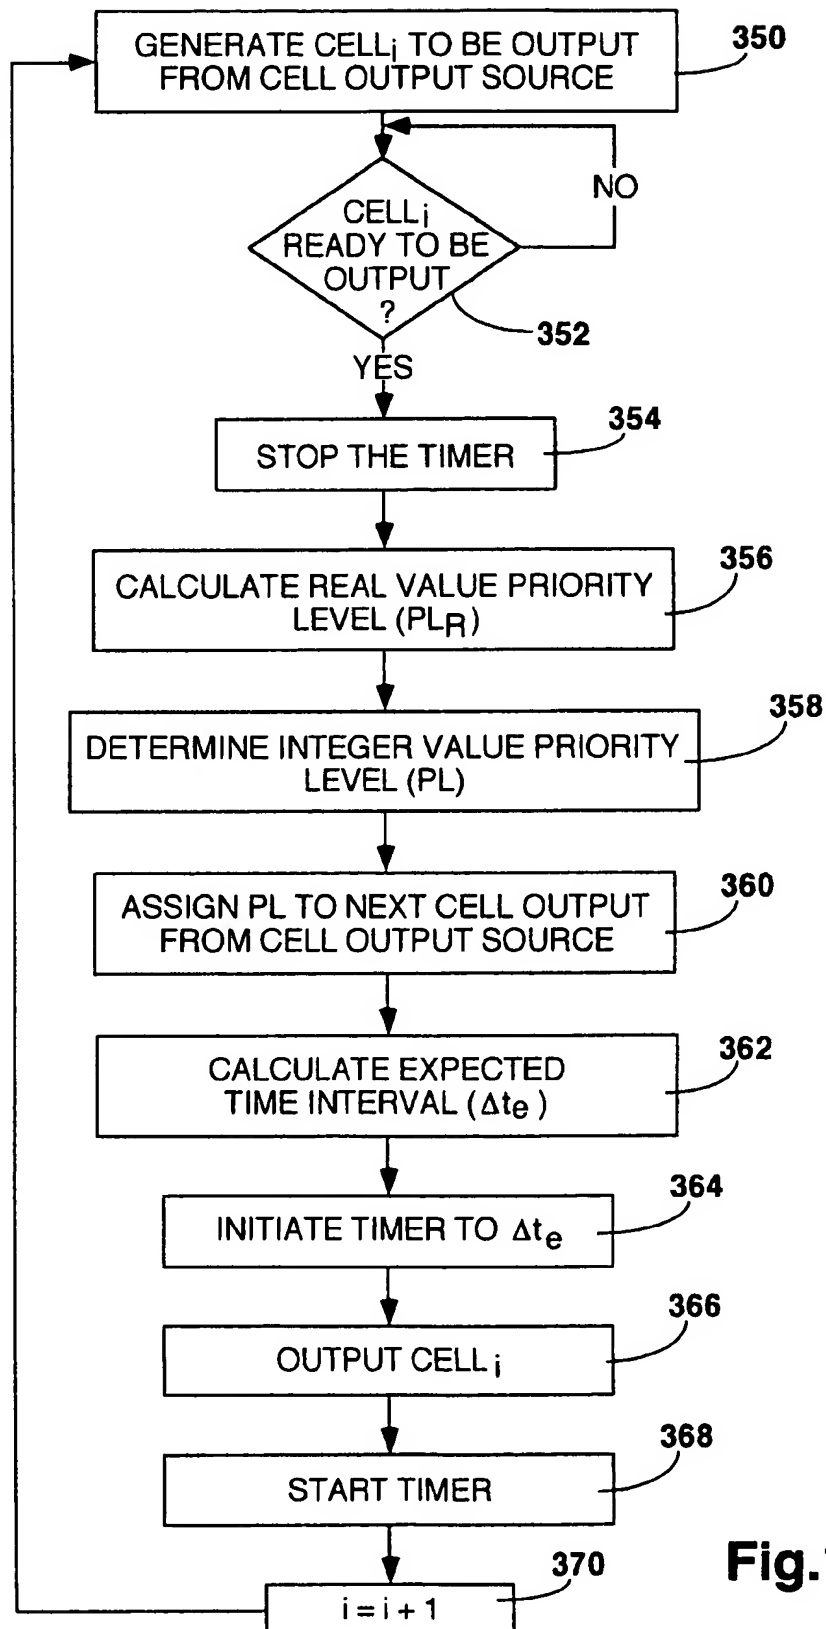 GENERATE CELLi TO BE OUTPUT
FROM CELL OUTPUT SOURCE
350
NO
CELLi
READY TO BE
OUTPUT
?
352
YES
354
STOP THE TIMER
356
CALCULATE REAL VALUE PRIORITY
LEVEL (PLR)
358
DETERMINE INTEGER VALUE PRIORITY
LEVEL (PL)
360
ASSIGN PL TO NEXT CELL OUTPUT
FROM CELL OUTPUT SOURCE
362
CALCULATE EXPECTED
TIME INTERVAL (Δte)
364
INITIATE TIMER TO Δte
366
OUTPUT CELLi
368
START TIMER
370
i = i + 1
Fig.